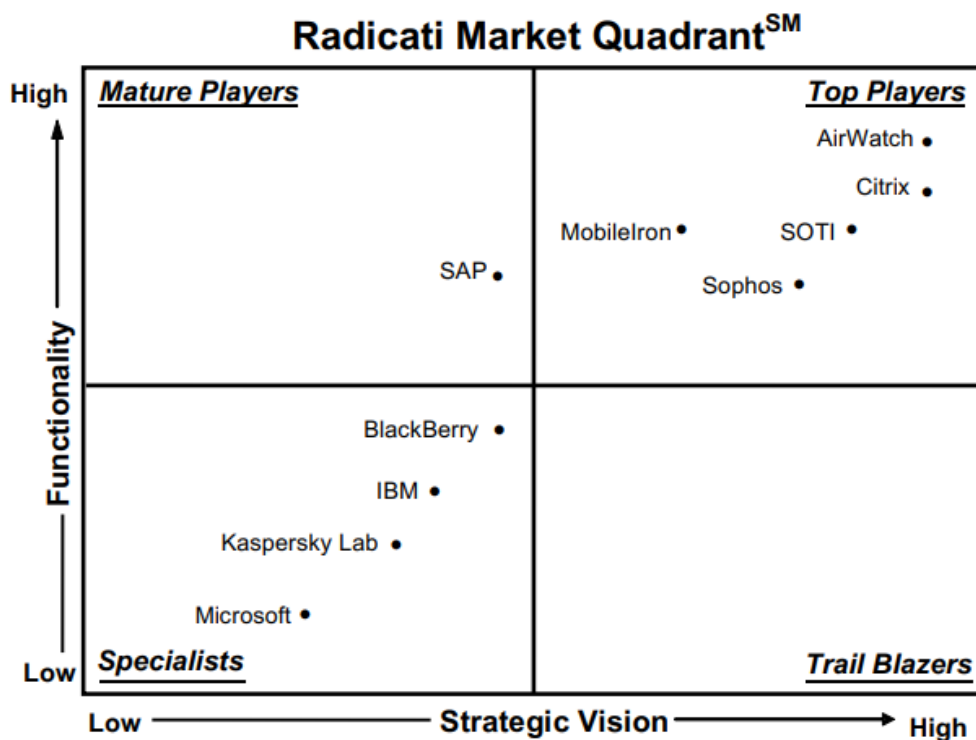 Radicati Market Quadrant℠
High
Mature Players
Top Players
AirWatch
Citrix
MobileIron
SOTI
SAP
Sophos
Functionality
BlackBerry
IBM
Kaspersky Lab
Microsoft
Specialists
Trail Blazers
Low
Low
Strategic Vision
High